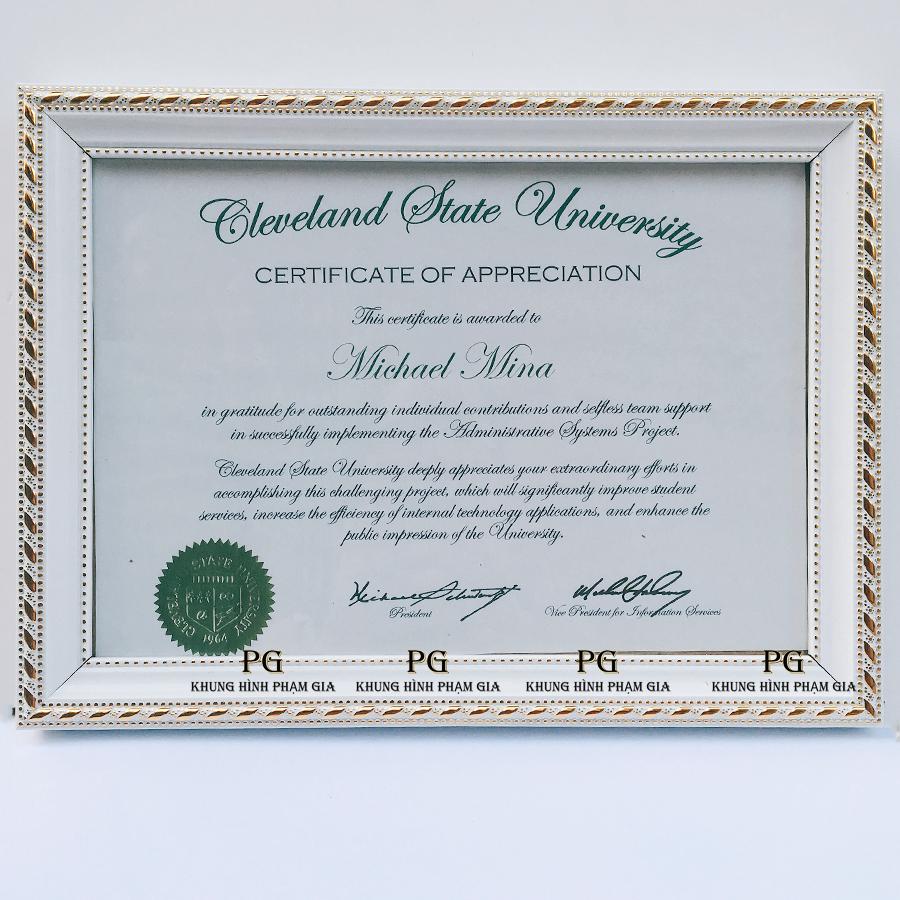 Cleveland State University
CERTIFICATE OF APPRECIATION
This certificate is awarded to
Michael Mina
in gratitude for outstanding individual contributions and selfless team support
in successfully implementing the Administrative Systems Project.
Cleveland State University deeply appreciates your extraordinary efforts in
accomplishing this challenging project, which will significantly improve student
services, increase the efficiency of internal technology applications, and enhance the
public impression of the University.
CLEVELAND STATE UNIVERSITY
1964
President
Vice President for Information Services
PG PG PG PG
KHUNG HÌNH PHẠM GIA KHUNG HÌNH PHẠM GIA KHUNG HÌNH PHẠM GIA KHUNG HÌNH PHẠM GIA